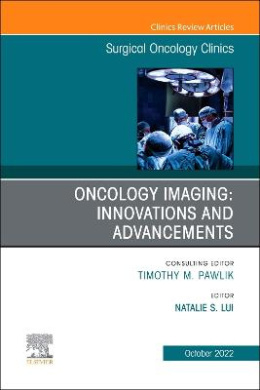 Clinics Review Articles
Surgical Oncology Clinics
ONCOLOGY IMAGING:
INNOVATIONS AND
ADVANCEMENTS
CONSULTING EDITOR
TIMOTHY M. PAWLIK
EDITOR
NATALIE S. LUI
ELSEVIER
October 2022